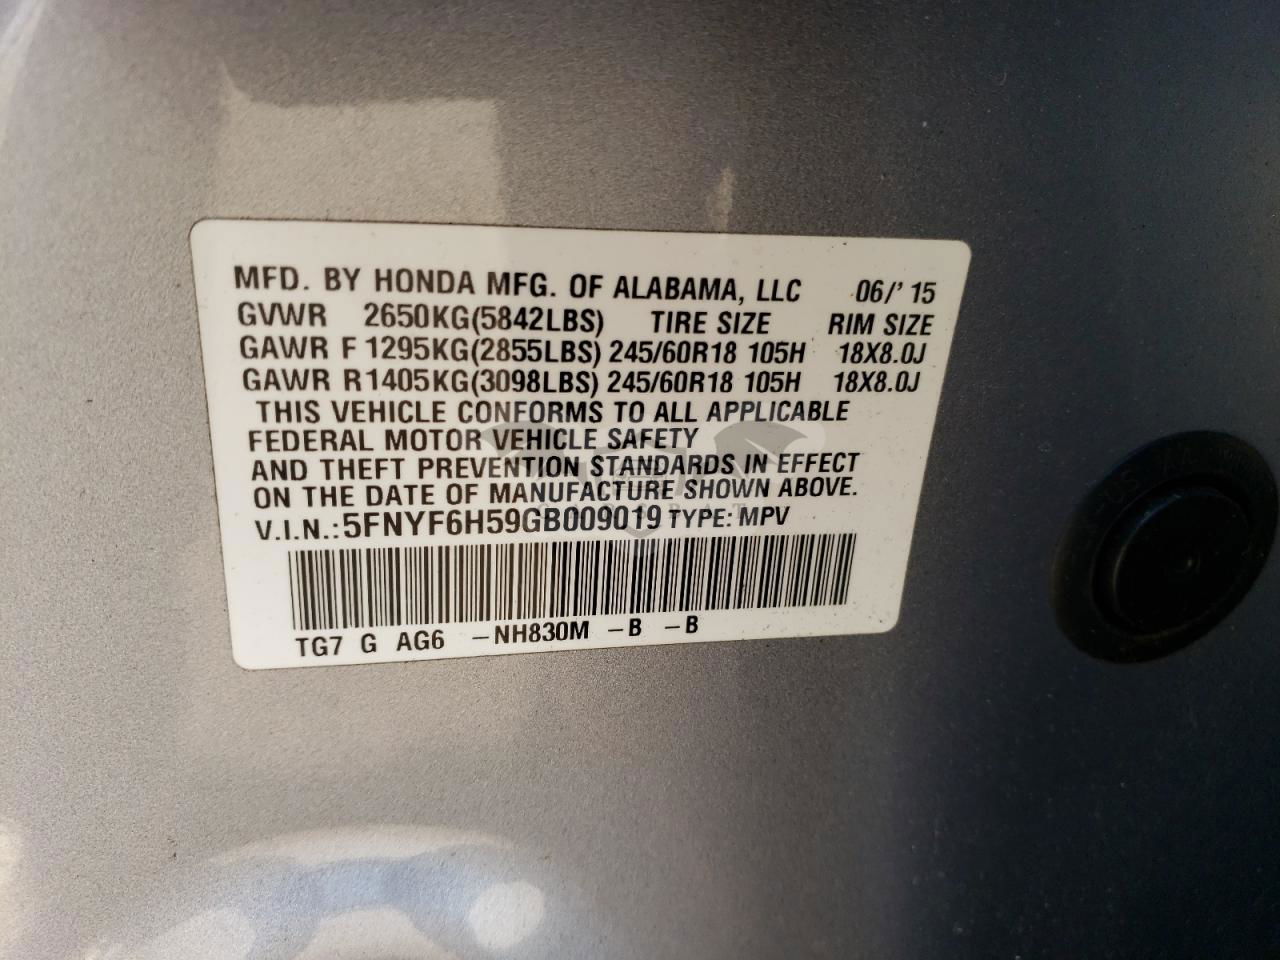 MFD. BY HONDA MFG. OF ALABAMA, LLC 06/'15
GVWR 2650KG(5842LBS) TIRE SIZE RIM SIZE
GAWR F 1295KG(2855LBS) 245/60R18 105H 18X8.0J
GAWR R1405KG(3098LBS) 245/60R18 105H 18X8.0J
THIS VEHICLE CONFORMS TO ALL APPLICABLE
FEDERAL MOTOR VEHICLE SAFETY
AND THEFT PREVENTION STANDARDS IN EFFECT
ON THE DATE OF MANUFACTURE SHOWN ABOVE.
V.I.N.:5FNYF6H59GB009019 TYPE: MPV
TG7 G AG6 -NH830M -B -B